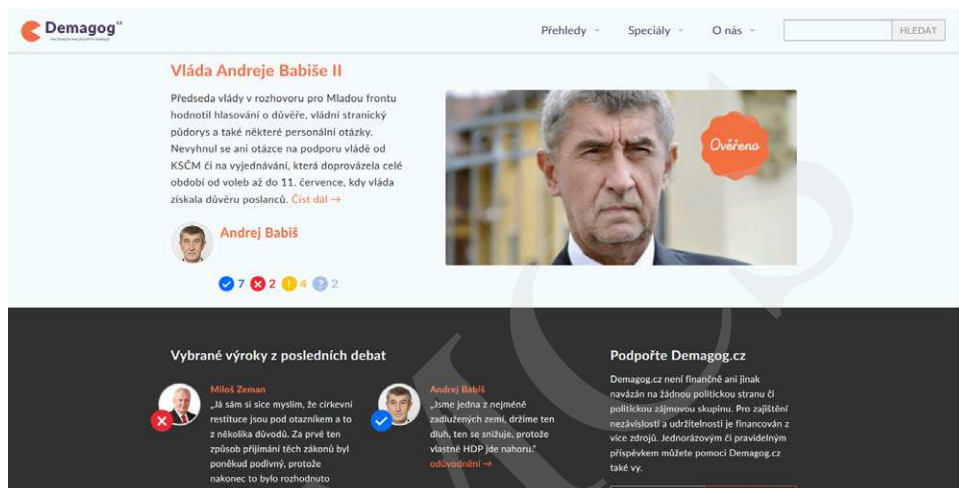 Demagog.cz
Přehledy
Speciály
O nás
HLEDAT
Vláda Andreje Babiše II
Předseda vlády v rozhovoru pro Mladou frontu
hodnotil hlasování o důvěře, vládní stranický
půdorys a také některé personální otázky.
Nevyhnul se ani otázce na podporu vládě od
KSČM či na vyjednávání, která doprovázela celé
období od voleb až do 11. července, kdy vláda
získala důvěru poslanců. Číst dál →
Ověřeno
Andrej Babiš
7 2 4 2
Vybrané výroky z posledních debat
Miloš Zeman
„Já sám si sice myslím, že církevní
restituce jsou pod otazníkem a to
z několika důvodů. Za prvé ten
způsob přijímání těch zákonů byl
poněkud podivný, protože
nakonec to bylo rozhodnuto
Andrej Babiš
„Jsme jedna z nejméně
zadlužených zemí, držíme ten
dluh, ten se snižuje, protože
vlastně HDP jde nahoru.“
odůvodnění →
Podpořte Demagog.cz
Demagog.cz není finančně ani jinak
navázán na žádnou politickou stranu či
politickou zájmovou skupinu. Pro zajištění
nezávislosti a udržitelnosti je financován z
více zdrojů. Jednorázovým či pravidelným
příspěvkem můžete pomoci Demagog.cz
také vy.